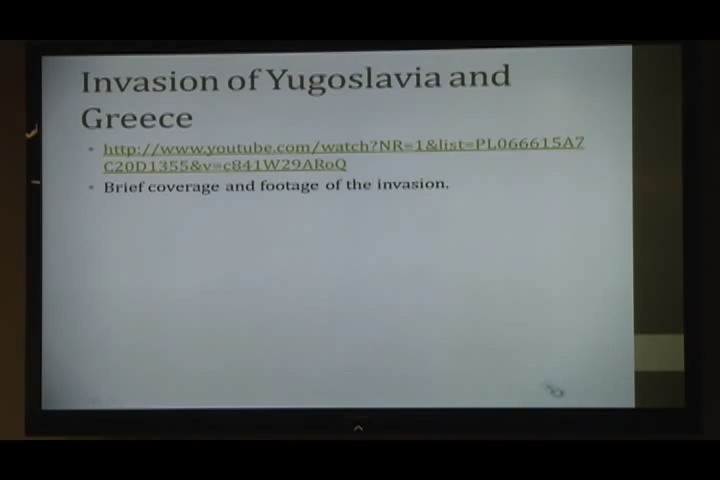 Invasion of Yugoslavia and
Greece
• http://www.youtube.com/watch?NR=1&list=PL066615A7
C20D1355&v=c841W29ARoQ
• Brief coverage and footage of the invasion.